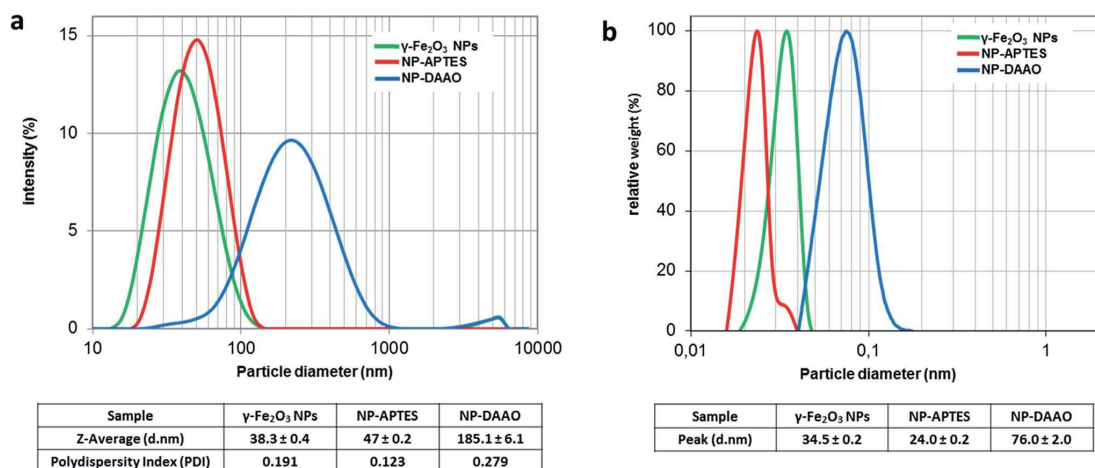 a
15
10
5
0
intensity (%)
γ-Fe₂O₃ NPs
NP-APTES
NP-DAAO
10 100 1000 10000
Particle diameter (nm)
Sample γ-Fe₂O₃ NPs NP-APTES NP-DAAO
Z-Average (d.nm) 38.3 ± 0.4 47 ± 0.2 185.1 ± 6.1
Polydispersity Index (PDI) 0.191 0.123 0.279
b
100
80
60
40
20
0
relative weight (%)
γ-Fe₂O₃ NPs
NP-APTES
NP-DAAO
0,01 0,1 1
Particle diameter (nm)
Sample γ-Fe₂O₃ NPs NP-APTES NP-DAAO
Peak (d.nm) 34.5 ± 0.2 24.0 ± 0.2 76.0 ± 2.0